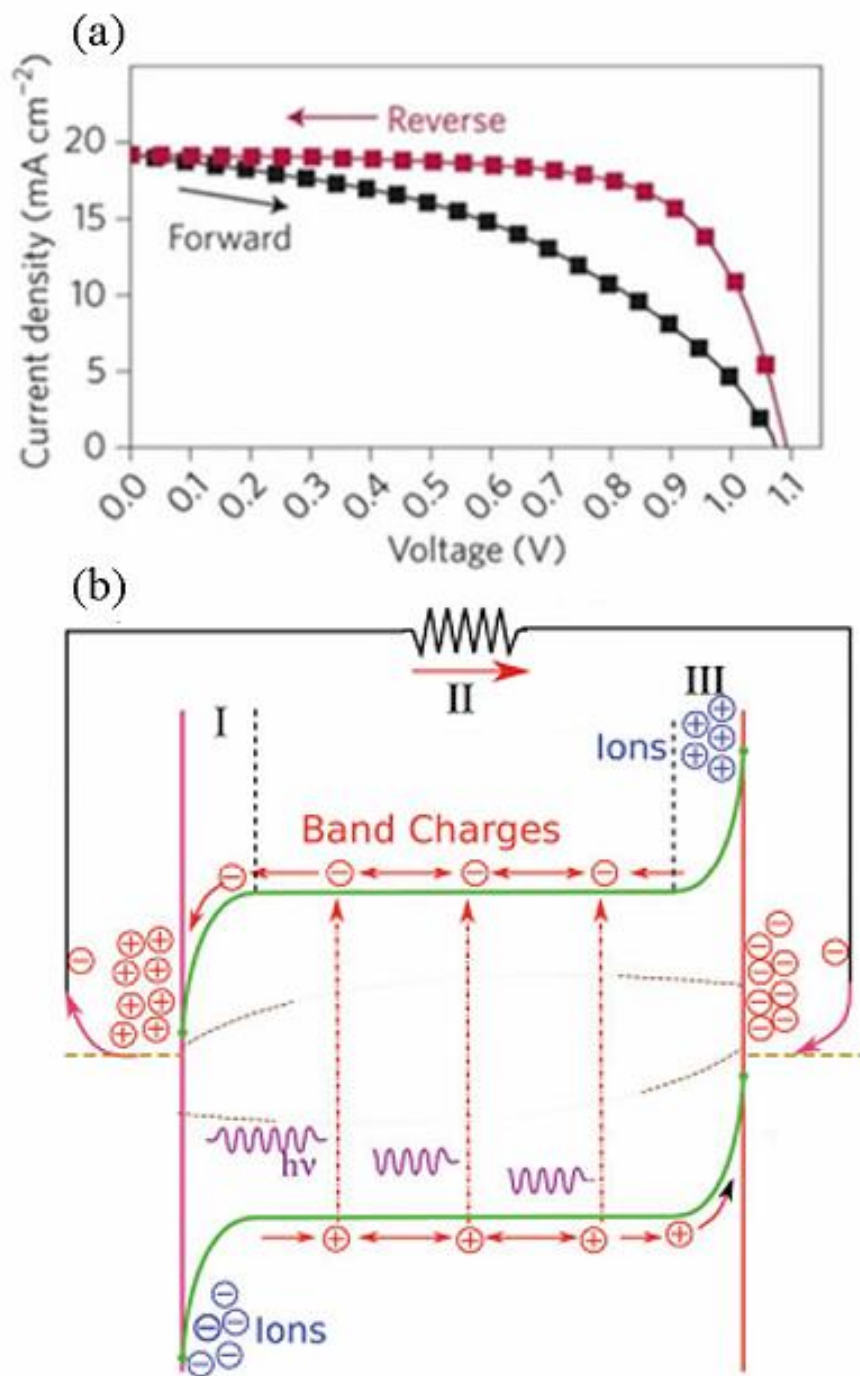 (a)
Current density (mA cm⁻²)
20
15
10
5
0
Reverse
Forward
0.0 0.1 0.2 0.3 0.4 0.5 0.6 0.7 0.8 0.9 1.0 1.1
Voltage (V)
(b)
I
II
III
+ + + + +
Ions
Band Charges
− − − −
+ + + + + + + +
−
− − − − − − − −
−
hν
+ + + +
− − − − −
Ions